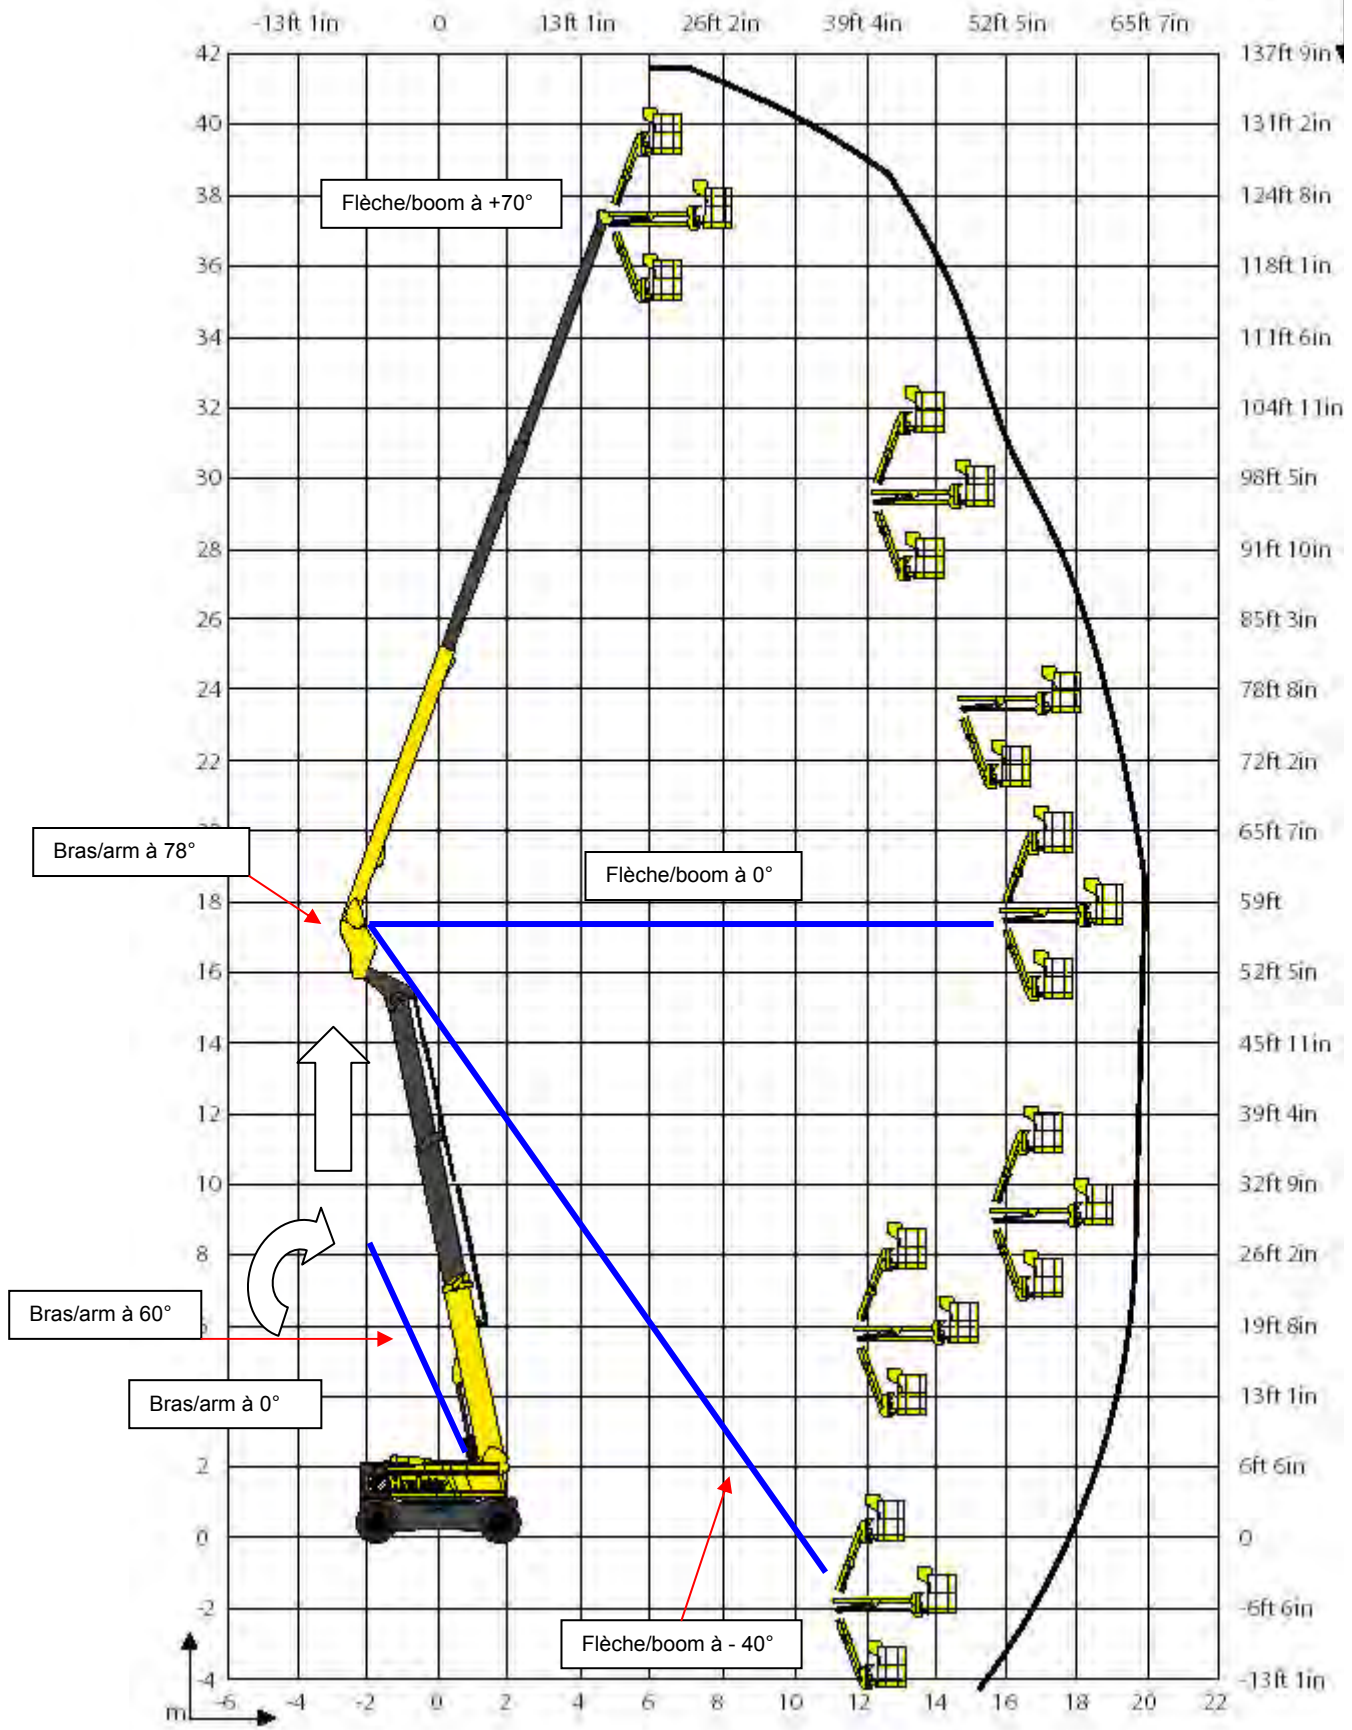 -13ft 1in 0 13ft 1in 26ft 2in 39ft 4in 52ft 5in 65ft 7in
42 137ft 9in
40 131ft 2in
38 124ft 8in
Flèche/boom à +70°
36 118ft 1in
34 111ft 6in
32 104ft 11in
30 98ft 5in
28 91ft 10in
26 85ft 3in
24 78ft 8in
22 72ft 2in
65ft 7in
Bras/arm à 78°
Flèche/boom à 0°
18 59ft
16 52ft 5in
14 45ft 11in
12 39ft 4in
10 32ft 9in
8 26ft 2in
Bras/arm à 60°
19ft 8in
Bras/arm à 0°
13ft 1in
2 6ft 6in
0 0
-2 -6ft 6in
Flèche/boom à - 40°
-4 -13ft 1in
m -6 -4 -2 0 2 4 6 8 10 12 14 16 18 20 22